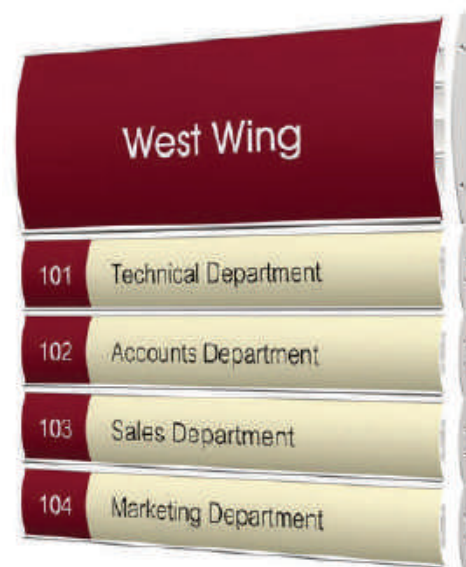 West Wing
101 Technical Department
102 Accounts Department
103 Sales Department
104 Marketing Department